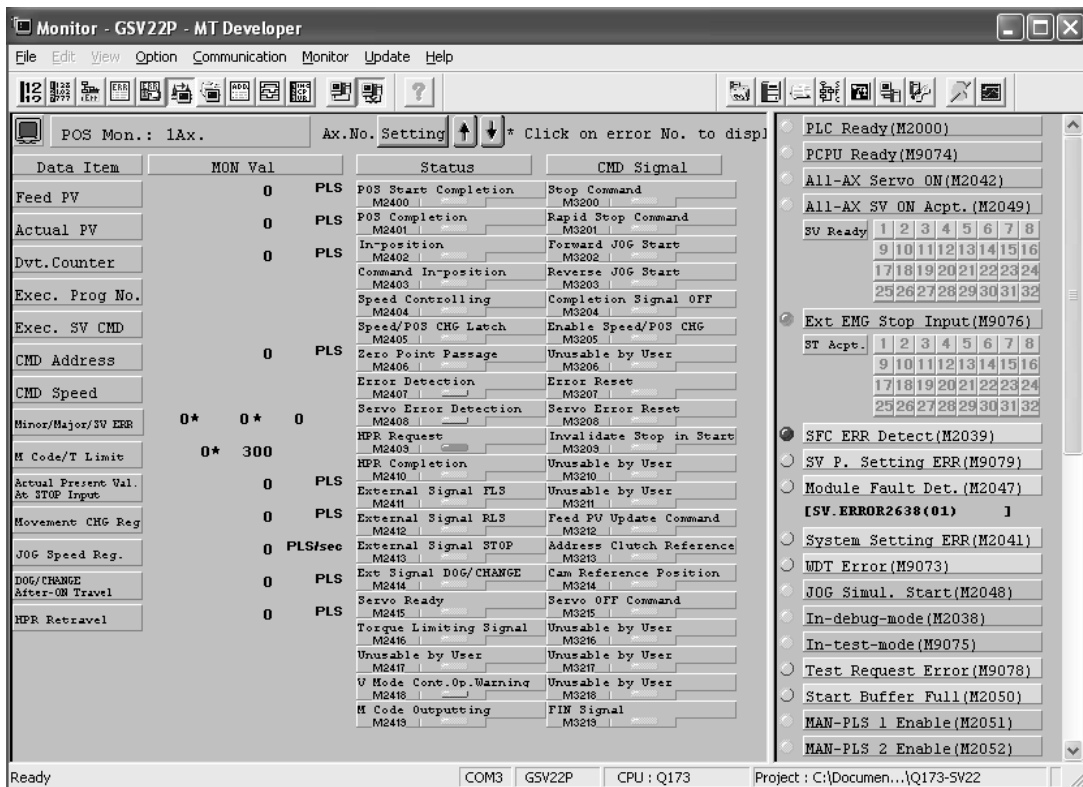 Monitor - GSV22P - MT Developer
File Edit View Option Communication Monitor Update Help
POS Mon.: 1Ax. Ax.No. Setting * Click on error No. to displ
Data Item MON Val Status CMD Signal
Feed PV 0 PLS
Actual PV 0 PLS
Dvt.Counter 0 PLS
Exec. Prog No.
Exec. SV CMD
CMD Address 0 PLS
CMD Speed
Minor/Major/SV ERR 0* 0* 0
M Code/T Limit 0* 300
Actual Present Val. At STOP Input 0 PLS
Movement CHG Reg 0 PLS
JOG Speed Reg. 0 PLS/sec
DOG/CHANGE After-ON Travel 0 PLS
HPR Retravel 0 PLS
POS Start Completion M2400 Stop Command M3200
POS Completion M2401 Rapid Stop Command M3201
In-position M2402 Forward JOG Start M3202
Command In-position M2403 Reverse JOG Start M3203
Speed Controlling M2404 Completion Signal OFF M3204
Speed/POS CHG Latch M2405 Enable Speed/POS CHG M3205
Zero Point Passage M2406 Unusable by User M3206
Error Detection M2407 Error Reset M3207
Servo Error Detection M2408 Servo Error Reset M3208
HPR Request M2409 Invalidate Stop in Start M3209
HPR Completion M2410 Unusable by User M3210
External Signal FLS M2411 Unusable by User M3211
External Signal RLS M2412 Feed PV Update Command M3212
External Signal STOP M2413 Address Clutch Reference M3213
Ext Signal DOG/CHANGE M2414 Cam Reference Position M3214
Servo Ready M2415 Servo OFF Command M3215
Torque Limiting Signal M2416 Unusable by User M3216
Unusable by User M2417 Unusable by User M3217
V Mode Cont.Op.Warning M2418 Unusable by User M3218
M Code Outputting M2419 FIN Signal M3219
PLC Ready(M2000)
PCPU Ready(M9074)
All-AX Servo ON(M2042)
All-AX SV ON Acpt.(M2049)
SV Ready 1 2 3 4 5 6 7 8
9 10 11 12 13 14 15 16
17 18 19 20 21 22 23 24
25 26 27 28 29 30 31 32
Ext EMG Stop Input(M9076)
ST Acpt. 1 2 3 4 5 6 7 8
9 10 11 12 13 14 15 16
17 18 19 20 21 22 23 24
25 26 27 28 29 30 31 32
SFC ERR Detect(M2039)
SV P. Setting ERR(M9079)
Module Fault Det.(M2047)
[SV.ERROR2638(01) ]
System Setting ERR(M2041)
WDT Error(M9073)
JOG Simul. Start(M2048)
In-debug-mode(M2038)
In-test-mode(M9075)
Test Request Error(M9078)
Start Buffer Full(M2050)
MAN-PLS 1 Enable(M2051)
MAN-PLS 2 Enable(M2052)
Ready COM3 GSV22P CPU : Q173 Project : C:\Documen...\Q173-SV22